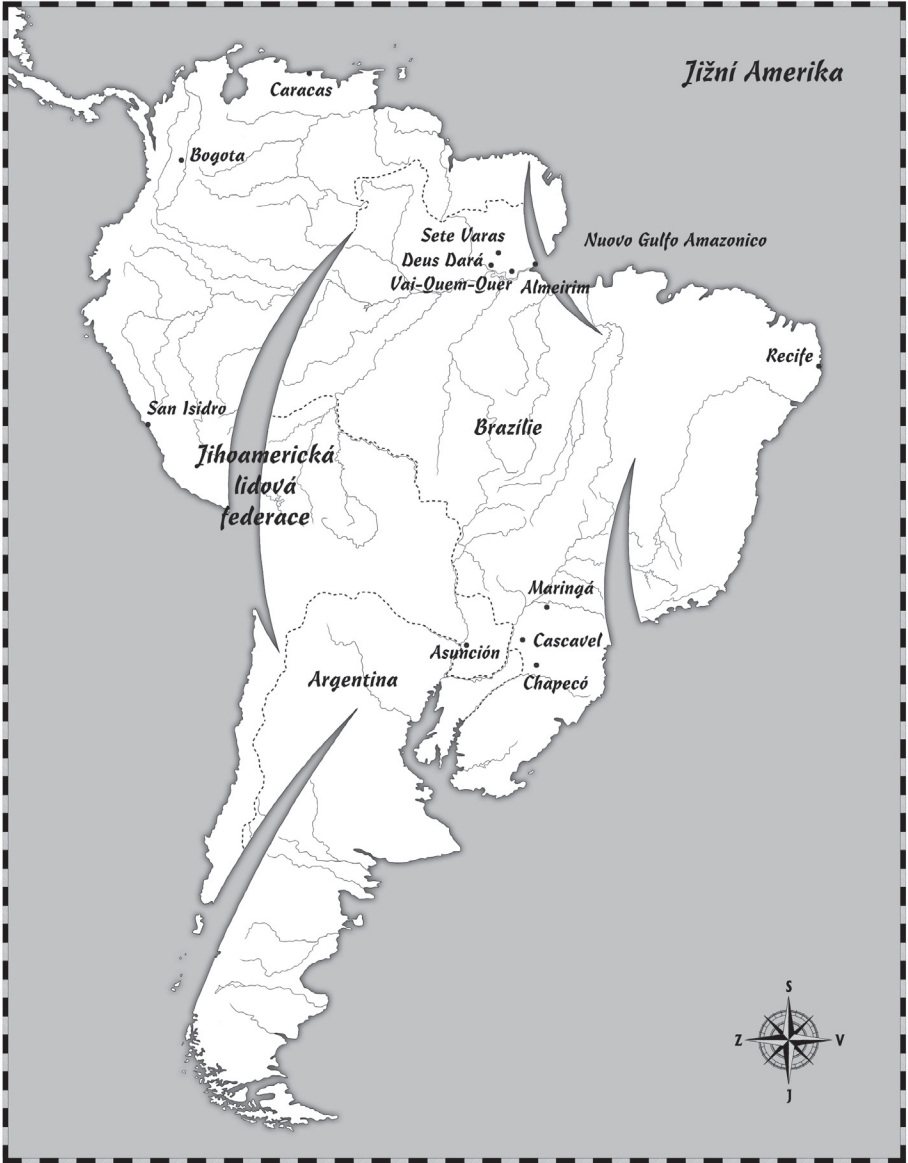 Jižní Amerika
Caracas
Bogota
Sete Varas
Nuovo Gulfo Amazonico
Deus Dará
Vai-Quem-Quer
Almeirim
Recife
San Isidro
Brazílie
Jihoamerická
lidová
federace
Maringá
Cascavel
Asunción
Argentina
Chapecó
S
Z
V
J